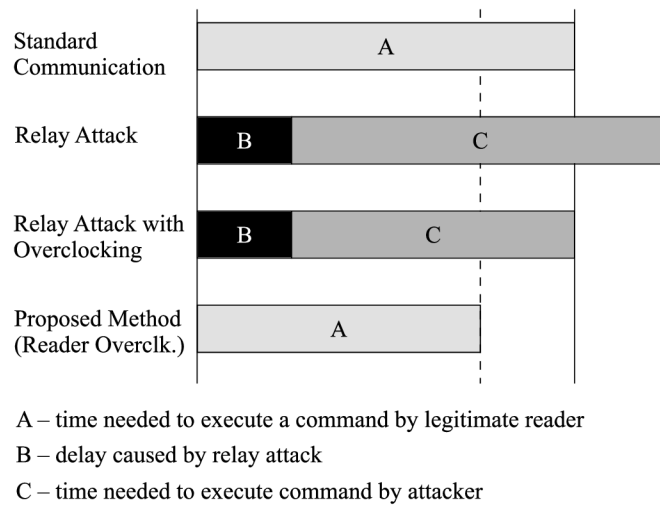 Standard
Communication
A
Relay Attack
B
C
Relay Attack with
Overclocking
B
C
Proposed Method
(Reader Overclk.)
A
A – time needed to execute a command by legitimate reader
B – delay caused by relay attack
C – time needed to execute command by attacker